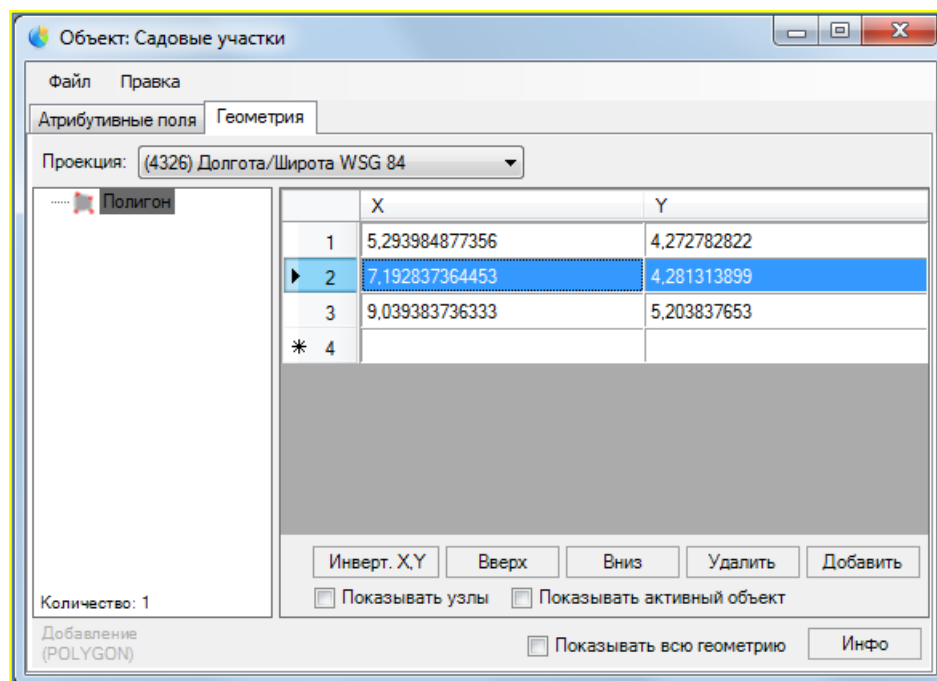 Объект: Садовые участки
Файл Правка
Атрибутивные поля Геометрия
Проекция: (4326) Долгота/Широта WSG 84
Полигон
X Y
1 5,293984877356 4,272782822
2 7,192837364453 4,281313899
3 9,039383736333 5,203837653
4
Инверт. X,Y Вверх Вниз Удалить Добавить
Показывать узлы Показывать активный объект
Количество: 1
Добавление
(POLYGON)
Показывать всю геометрию Инфо